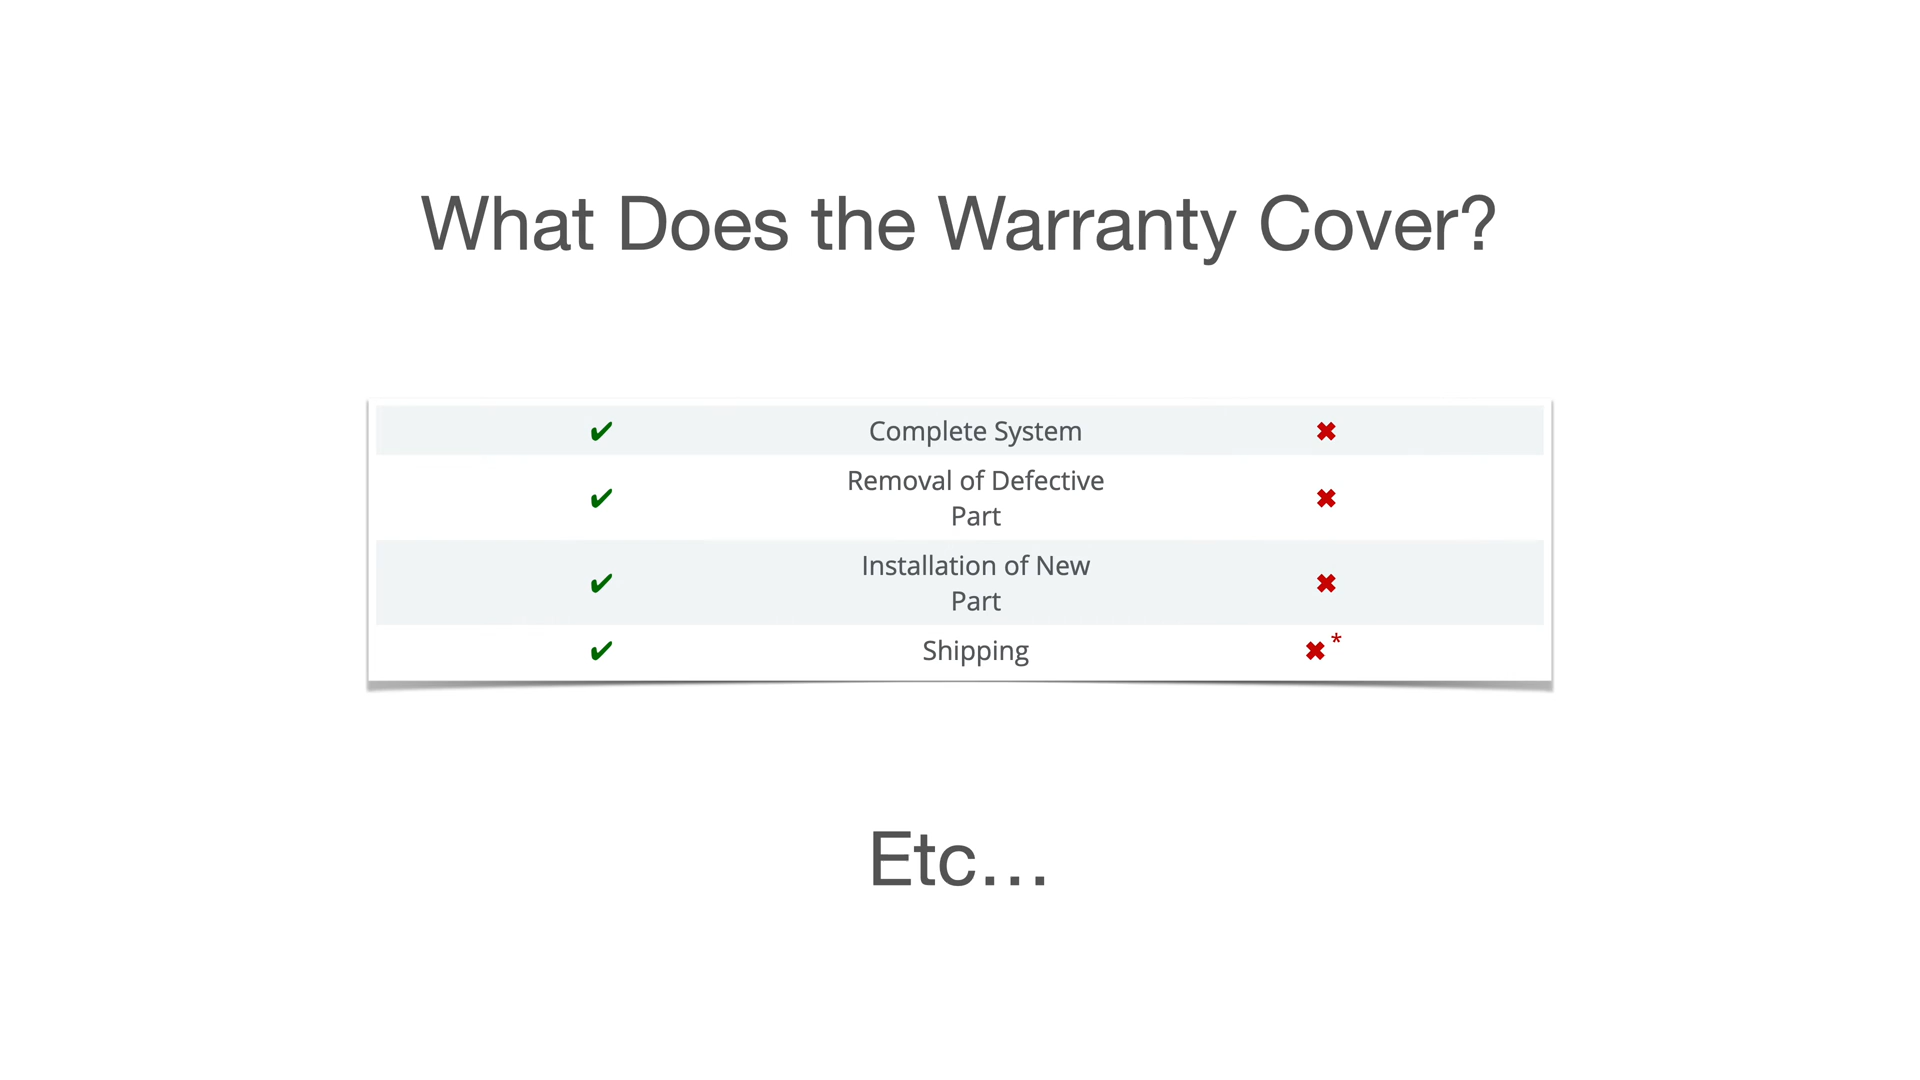 What Does the Warranty Cover?
✔ Complete System ✖
Removal of Defective
✔ Part ✖
Installation of New
✔ Part ✖
✔ Shipping ✖*
Etc…